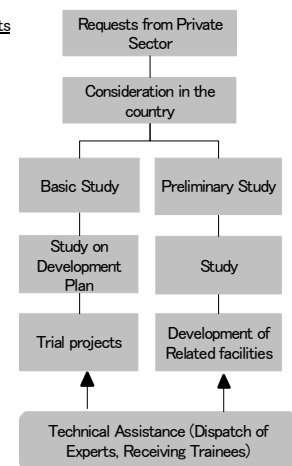 ts
Requests from Private
Sector
Consideration in the
country
Basic Study
Preliminary Study
Study on
Development
Plan
Study
Trial projects
Development of
Related facilities
Technical Assistance (Dispatch of
Experts, Receiving Trainees)